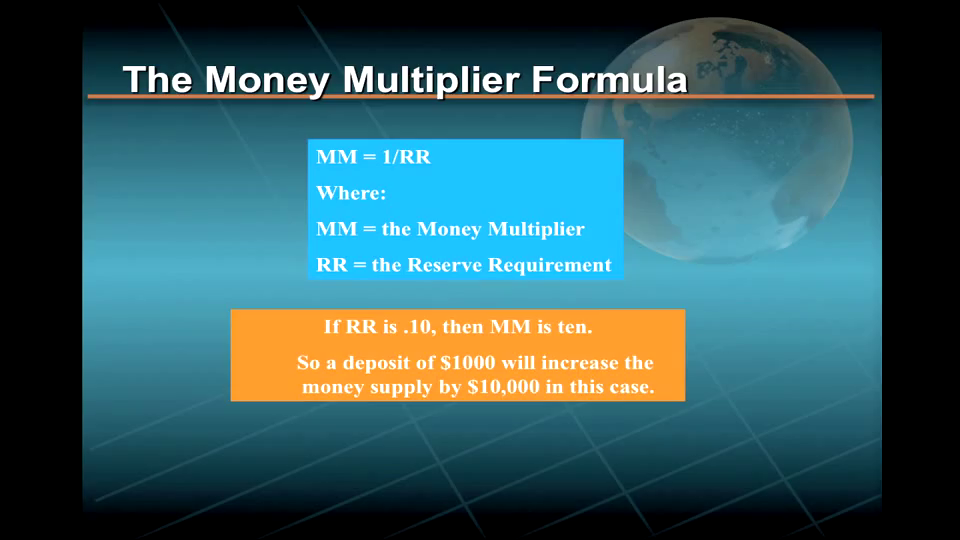 The Money Multiplier Formula
MM = 1/RR
Where:
MM = the Money Multiplier
RR = the Reserve Requirement
If RR is .10, then MM is ten.
So a deposit of $1000 will increase the
money supply by $10,000 in this case.